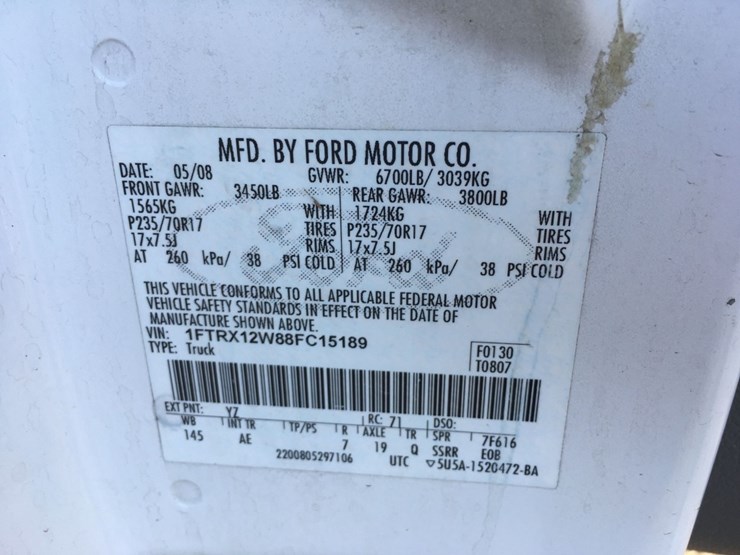 MFD. BY FORD MOTOR CO.
DATE: 05/08 GVWR: 6700LB/ 3039KG
FRONT GAWR: 3450LB REAR GAWR: 3800LB
1565KG WITH 1724KG WITH
P235/70R17 TIRES P235/70R17 TIRES
17x7.5J RIMS 17x7.5J RIMS
AT 260 kPa/ 38 PSI COLD AT 260 kPa/ 38 PSI COLD
THIS VEHICLE CONFORMS TO ALL APPLICABLE FEDERAL MOTOR
VEHICLE SAFETY STANDARDS IN EFFECT ON THE DATE OF
MANUFACTURE SHOWN ABOVE.
VIN: 1FTRX12W88FC15189
TYPE: Truck
F0130
T0807
EXT PNT: YZ RC: 71 DSO:
WB INT TR TP/PS R AXLE TR SPR 7F616
145 AE 7 19 Q SSRR EOB
2200805297106 UTC ▽5U5A-1520472-BA
Ford